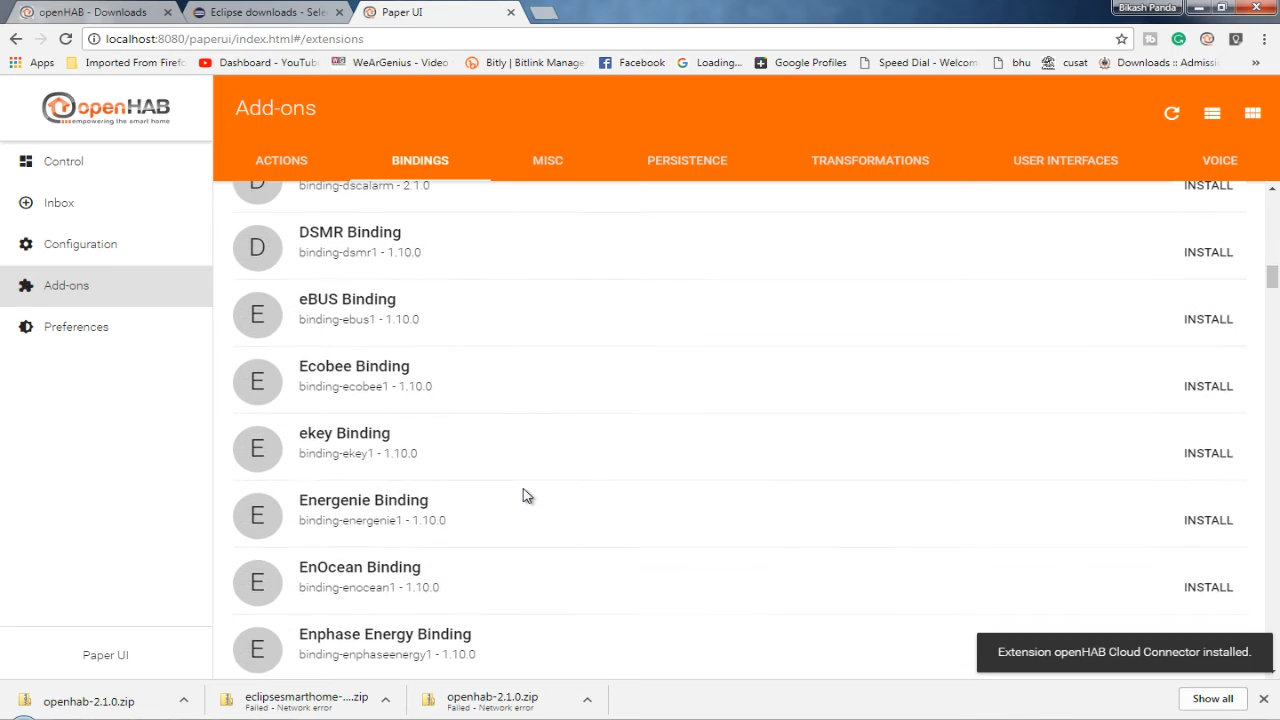 openHAB - Downloads
Eclipse downloads - Sele
Paper UI
Bikash Panda
localhost:8080/paperui/index.html#/extensions
Apps
Imported From Firefo
Dashboard - YouTub
WeArGenius - Video
Bitly | Bitlink Manage
Facebook
Loading...
Google Profiles
Speed Dial - Welcom
bhu
cusat
Downloads :: Admissi
»
openHAB
empowering the smart home
Add-ons
ACTIONS
BINDINGS
MISC
PERSISTENCE
TRANSFORMATIONS
USER INTERFACES
VOICE
Control
Inbox
Configuration
Add-ons
Preferences
Paper UI
D
binding-dscalarm - 2.1.0
INSTALL
D
DSMR Binding
binding-dsmr1 - 1.10.0
INSTALL
E
eBUS Binding
binding-ebus1 - 1.10.0
INSTALL
E
Ecobee Binding
binding-ecobee1 - 1.10.0
INSTALL
E
ekey Binding
binding-ekey1 - 1.10.0
INSTALL
E
Energenie Binding
binding-energenie1 - 1.10.0
INSTALL
E
EnOcean Binding
binding-enocean1 - 1.10.0
INSTALL
E
Enphase Energy Binding
binding-enphaseenergy1 - 1.10.0
Extension openHAB Cloud Connector installed.
openhab-2.1.0.zip
eclipsesmarthome-....zip
Failed - Network error
openhab-2.1.0.zip
Failed - Network error
Show all